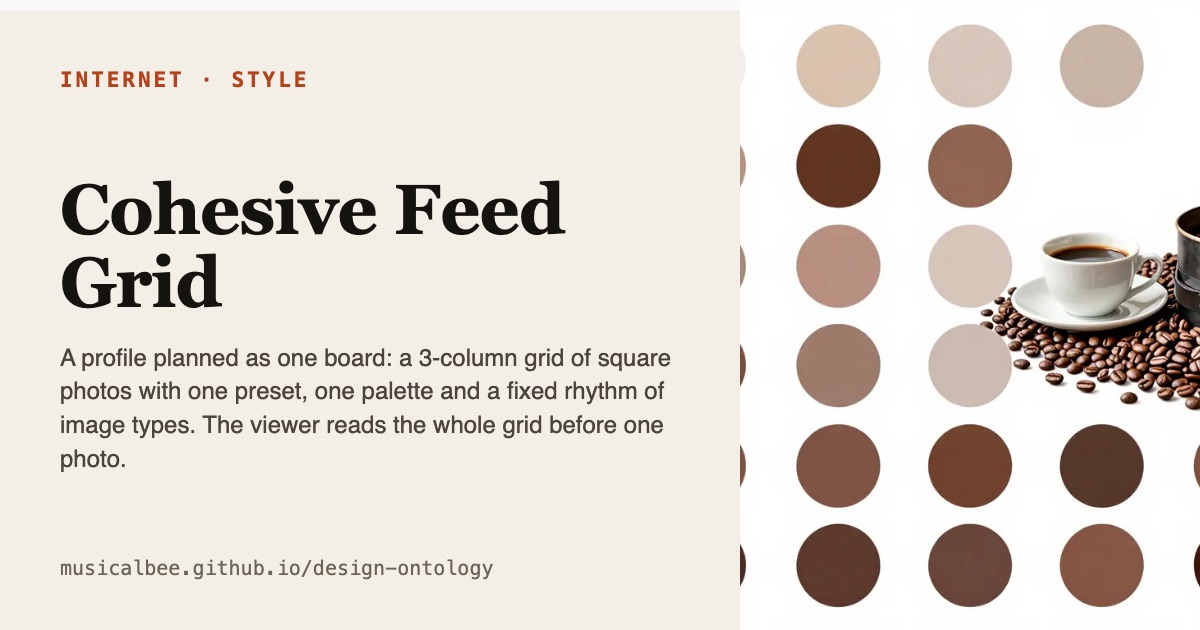 INTERNET · STYLE
Cohesive Feed
Grid
A profile planned as one board: a 3-column grid of square
photos with one preset, one palette and a fixed rhythm of
image types. The viewer reads the whole grid before one
photo.
musicalbee.github.io/design-ontology